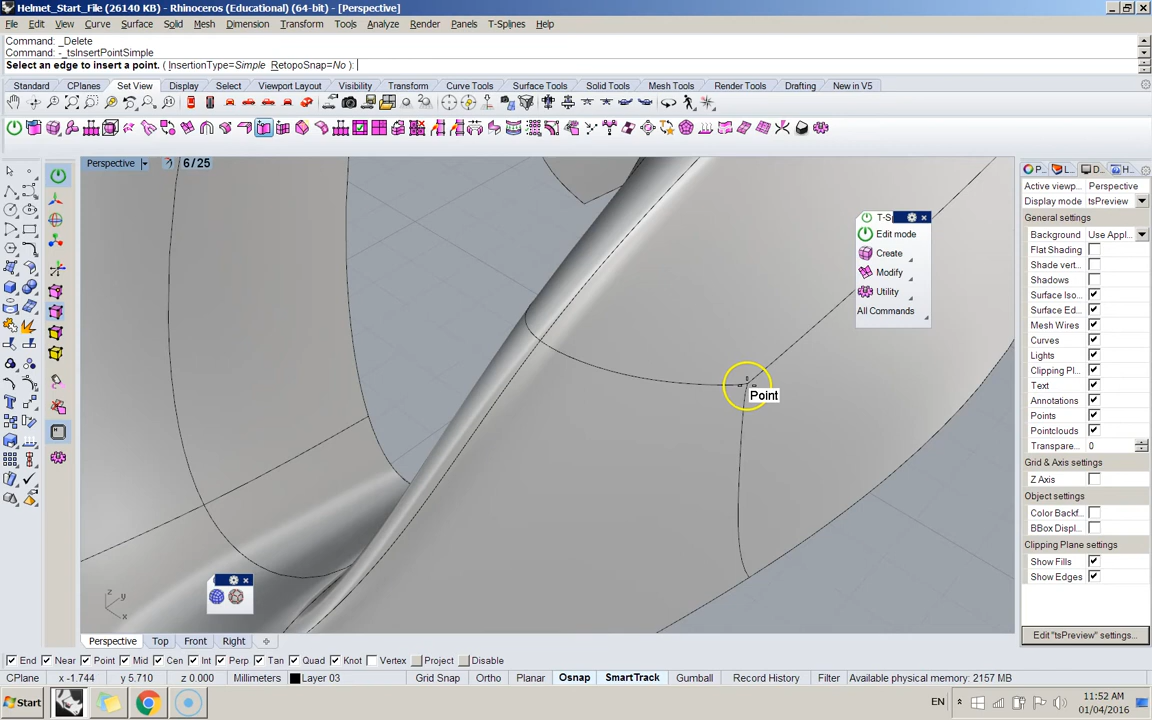 Helmet_Start_File (26140 KB) - Rhinoceros (Educational) (64-bit) - [Perspective]
File Edit View Curve Surface Solid Mesh Dimension Transform Tools Analyze Render Panels T-Splines Help
Command: _Delete
Command: -_tsInsertPointSimple
Select an edge to insert a point. ( InsertionType=Simple RetopoSnap=No ):
Standard CPlanes Set View Display Select Viewport Layout Visibility Transform Curve Tools Surface Tools Solid Tools Mesh Tools Render Tools Drafting New in V5
Perspective 6/25
P... L... D... H...
Active viewp... Perspective
Display mode tsPreview
General settings
Background Use Appl...
Flat Shading
Shade vert...
Shadows
Surface Iso...
Surface Ed...
Mesh Wires
Curves
Lights
Clipping Pl...
Text
Annotations
Points
Pointclouds
Transpare... 0
Grid & Axis settings
Z Axis
Object settings
Color Backf...
BBox Displ...
Clipping Plane settings
Show Fills
Show Edges
Edit "tsPreview" settings...
T-S
Edit mode
Create
Modify
Utility
All Commands
Point
z y
x
Perspective Top Front Right
End Near Point Mid Cen Int Perp Tan Quad Knot Vertex Project Disable
CPlane x -1.744 y 5.710 z 0.000 Millimeters Layer 03 Grid Snap Ortho Planar Osnap SmartTrack Gumball Record History Filter Available physical memory: 2157 MB
Start EN 11:52 AM
01/04/2016